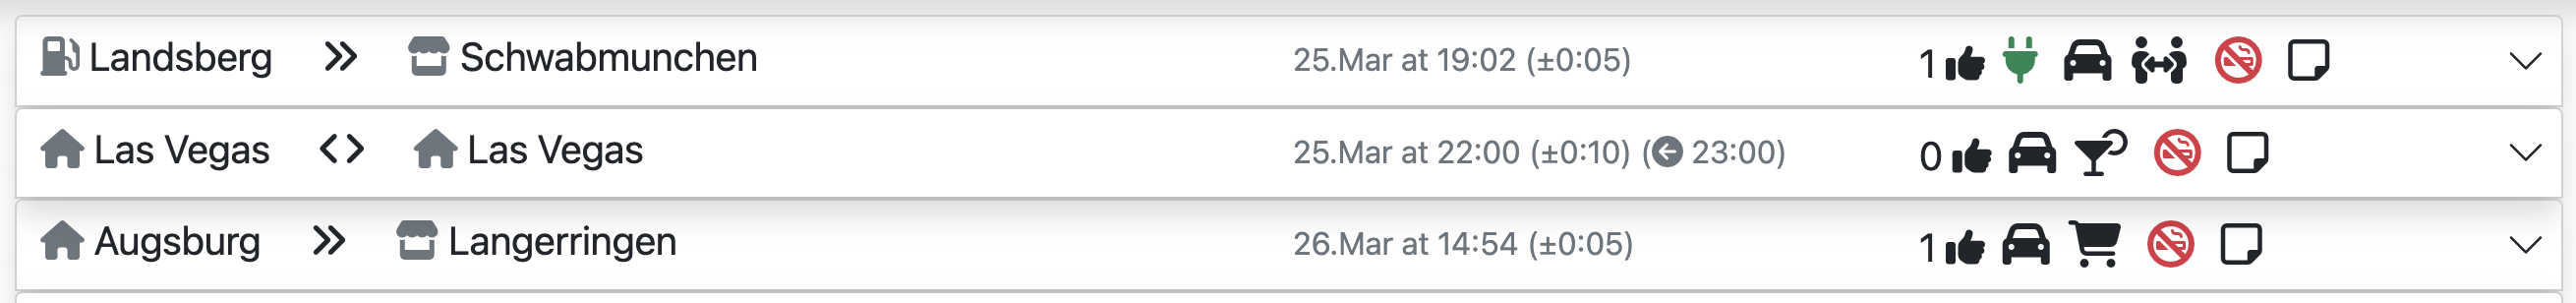 Landsberg Schwabmunchen 25.Mar at 19:02 (±0:05) 1
Las Vegas Las Vegas 25.Mar at 22:00 (±0:10) ( 23:00) 0
Augsburg Langerringen 26.Mar at 14:54 (±0:05) 1